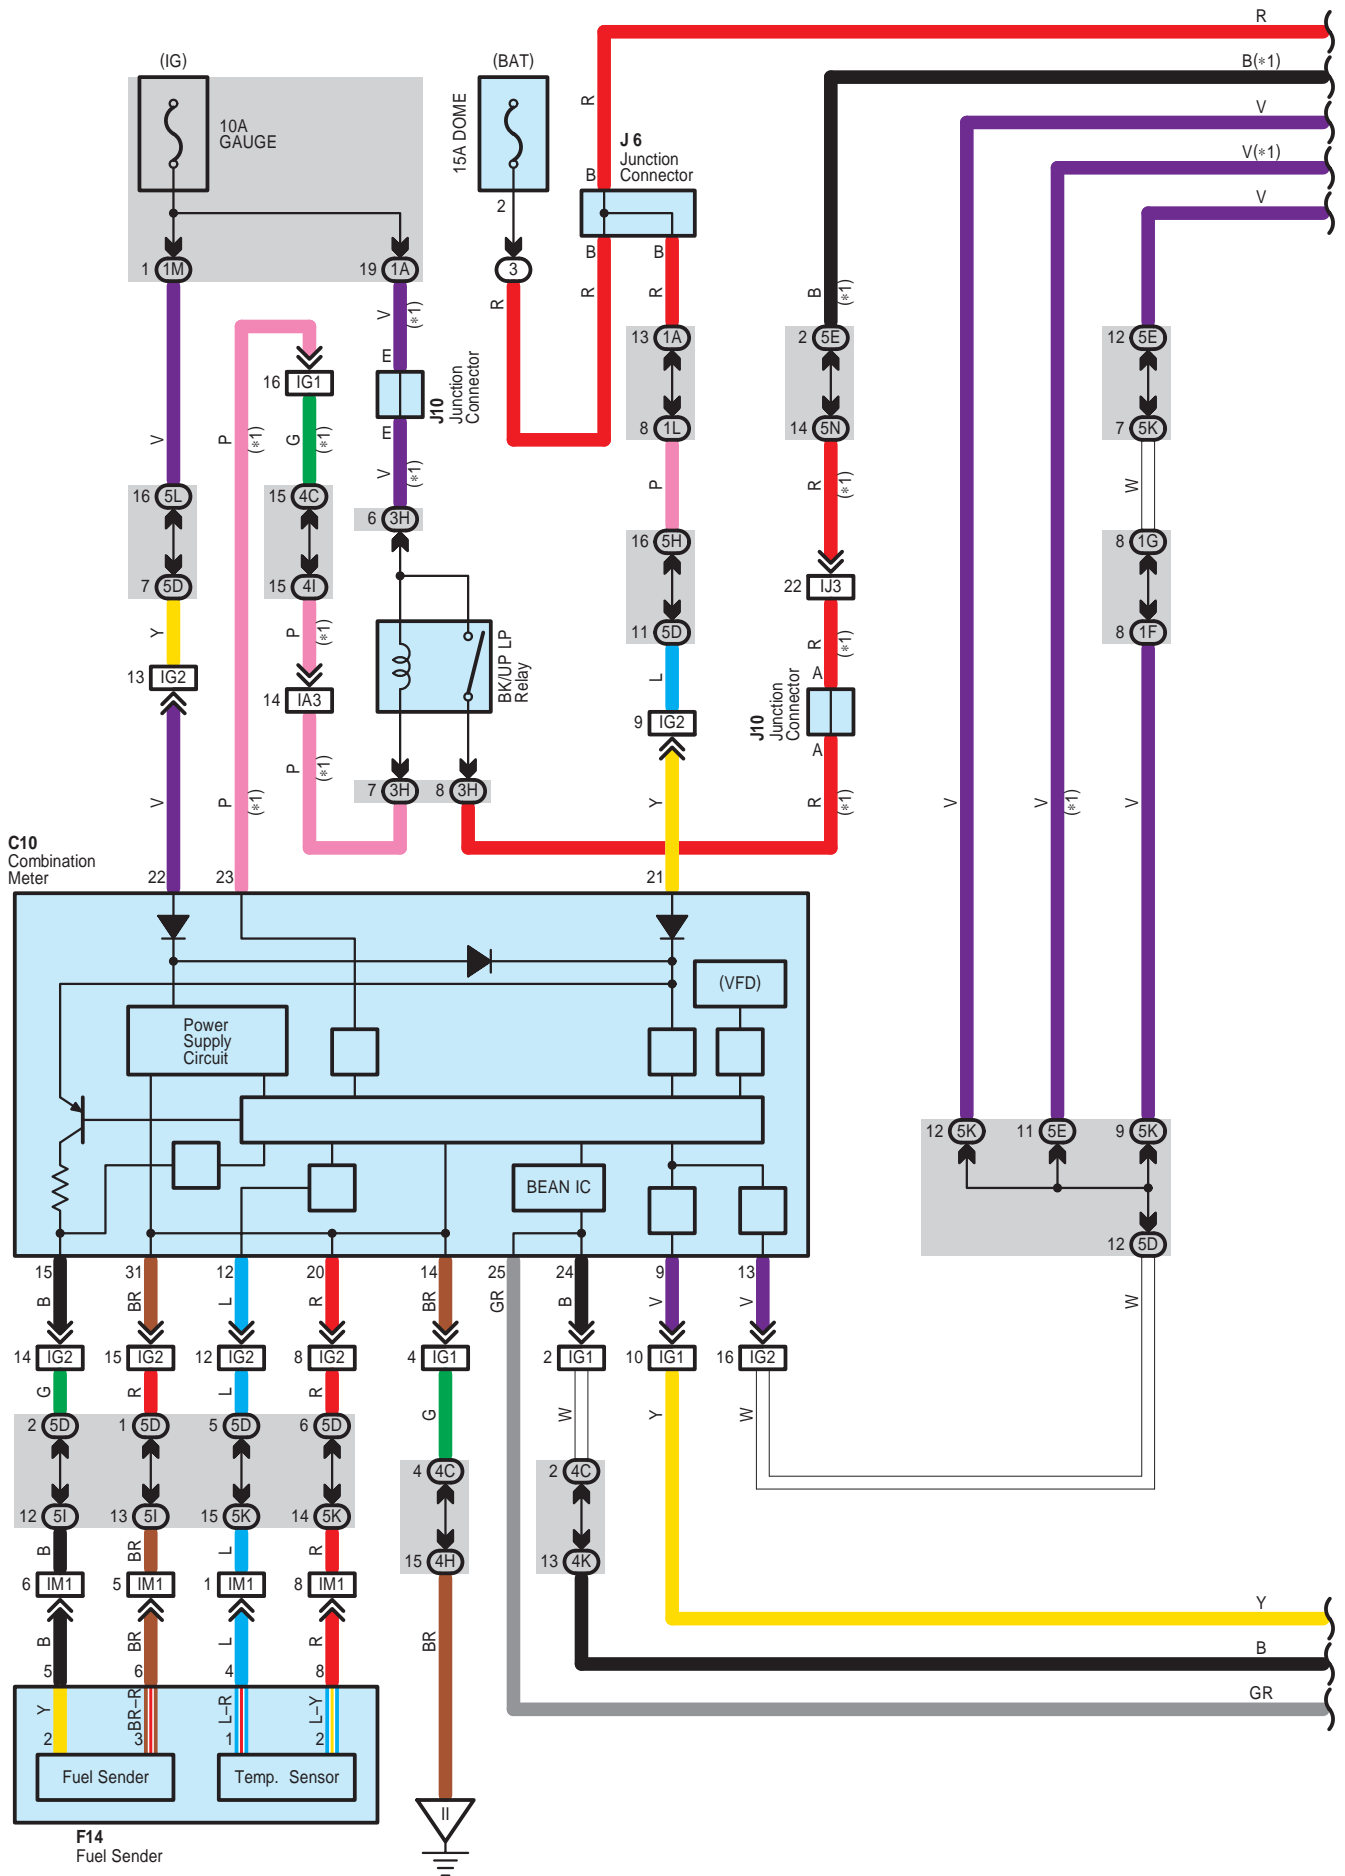 R
(IG)
(BAT)
B(*1)
V
V(*1)
V
10A
GAUGE
15A DOME
R
J 6
Junction
Connector
B
2
B
B
1 1M
19 1A
3
R
R
R
V
(*1)
B
(*1)
13 1A
2 5E
12 5E
E
J10
Junction
Connector
16 IG1
E
8 1L
14 5N
7 5K
V
P
(*1)
G
(*1)
V
(*1)
P
R
(*1)
W
16 5L
15 4C
6 3H
16 5H
8 1G
7 5D
15 4I
22 IJ3
Y
P
(*1)
BK/UP LP
Relay
11 5D
R
(*1)
8 1F
13 IG2
14 IA3
L
A
J10
Junction
Connector
9 IG2
A
P
(*1)
7 3H
8 3H
V
P
(*1)
Y
R
(*1)
V
V
(*1)
V
C10
Combination
Meter
22
23
21
(VFD)
Power
Supply
Circuit
12 5K
11 5E
9 5K
BEAN IC
12 5D
15
31
12
20
14
25
24
9
13
B
BR
L
R
BR
GR
B
V
V
W
14 IG2
15 IG2
12 IG2
8 IG2
4 IG1
2 IG1
10 IG1
16 IG2
G
R
L
R
G
W
Y
W
2 5D
1 5D
5 5D
6 5D
4 4C
2 4C
12 5I
13 5I
15 5K
14 5K
15 4H
13 4K
B
BR
L
R
6 IM1
5 IM1
1 IM1
8 IM1
Y
B
BR
L
R
BR
B
5
6
4
8
GR
Y
BR–R
L–R
L–Y
2
3
1
2
Fuel Sender
Temp. Sensor
II
F14
Fuel Sender